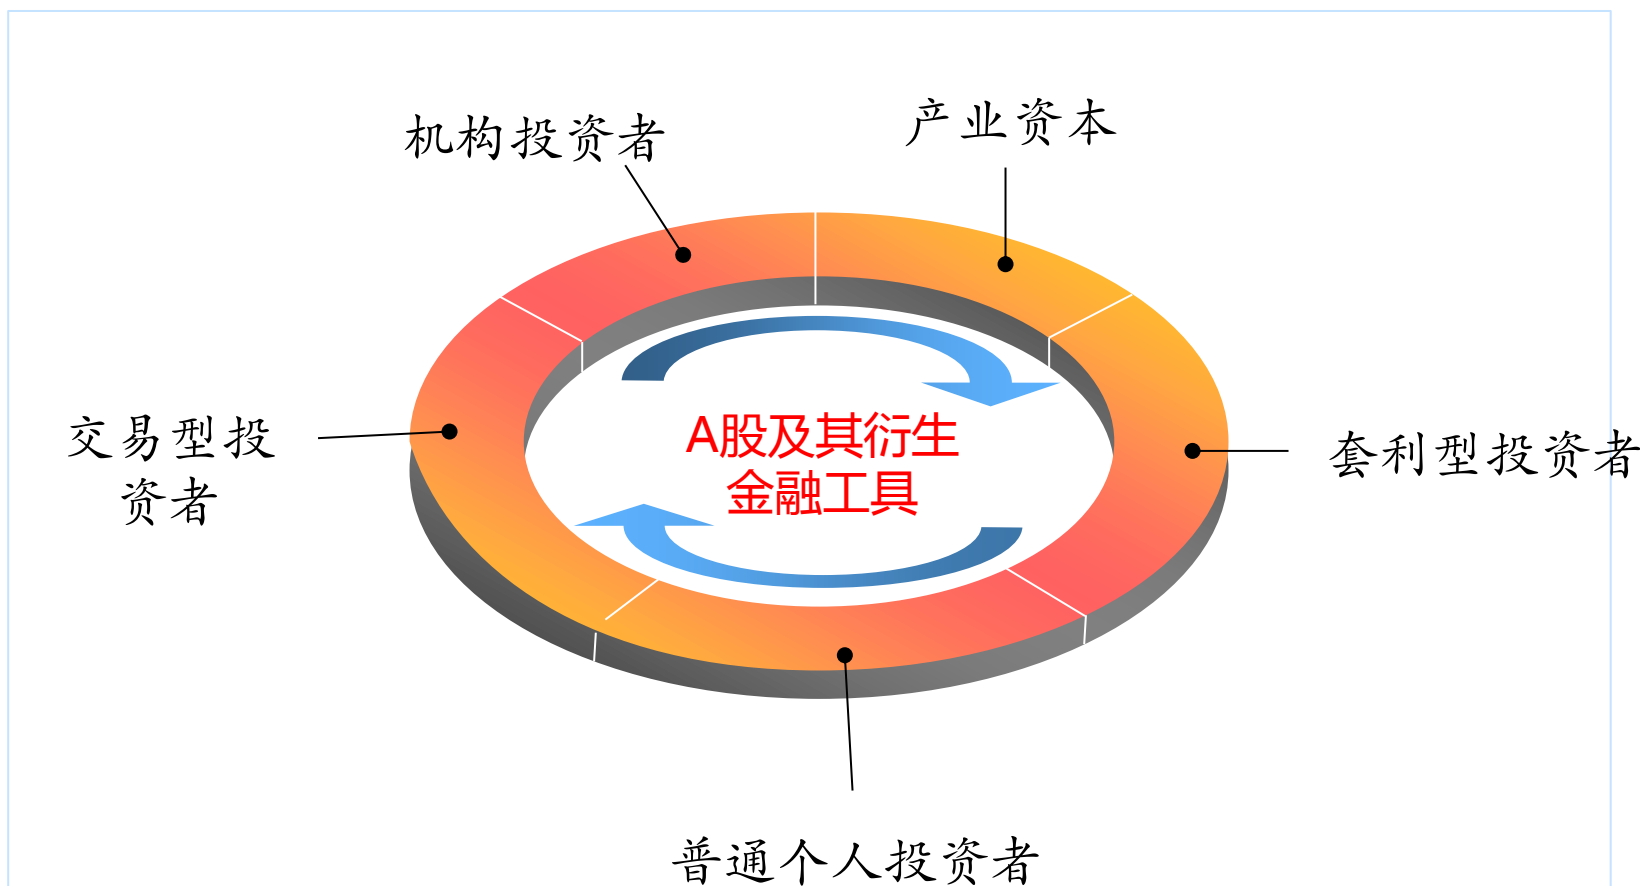 机构投资者
产业资本
交易型投
资者
A股及其衍生
金融工具
套利型投资者
普通个人投资者